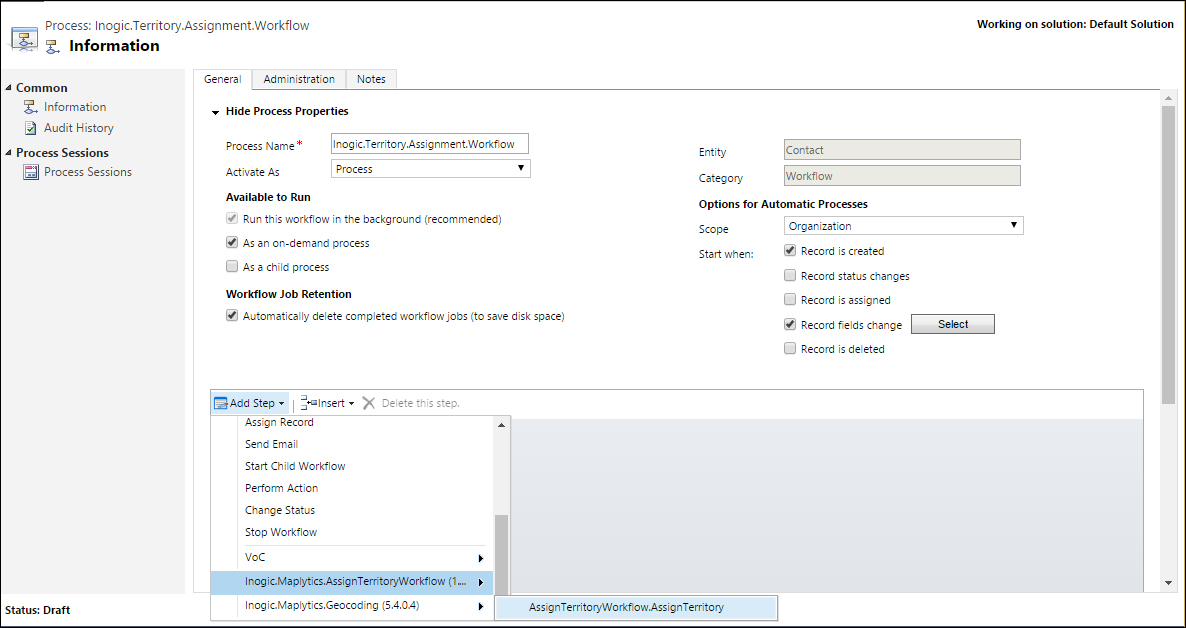 Process: Inogic.Territory.Assignment.Workflow
Information
Working on solution: Default Solution
Common
Information
Audit History
Process Sessions
Process Sessions
General Administration Notes
Hide Process Properties
Process Name* Inogic.Territory.Assignment.Workflow
Activate As Process
Available to Run
Run this workflow in the background (recommended)
As an on-demand process
As a child process
Workflow Job Retention
Automatically delete completed workflow jobs (to save disk space)
Entity Contact
Category Workflow
Options for Automatic Processes
Scope Organization
Start when: Record is created
Record status changes
Record is assigned
Record fields change Select
Record is deleted
Add Step Insert Delete this step.
Assign Record
Send Email
Start Child Workflow
Perform Action
Change Status
Stop Workflow
VoC
Inogic.Maplytics.AssignTerritoryWorkflow (1....
Inogic.Maplytics.Geocoding (5.4.0.4)
AssignTerritoryWorkflow.AssignTerritory
Status: Draft